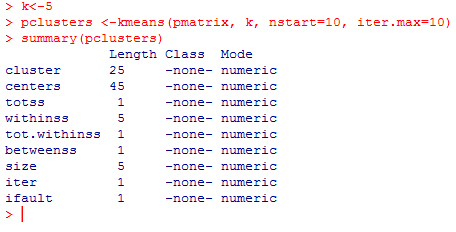 > k<-5
> pclusters <-kmeans(pmatrix, k, nstart=10, iter.max=10)
> summary(pclusters)
             Length Class  Mode
cluster      25     -none- numeric
centers      45     -none- numeric
totss         1     -none- numeric
withinss      5     -none- numeric
tot.withinss  1     -none- numeric
betweenss     1     -none- numeric
size          5     -none- numeric
iter          1     -none- numeric
ifault        1     -none- numeric
>